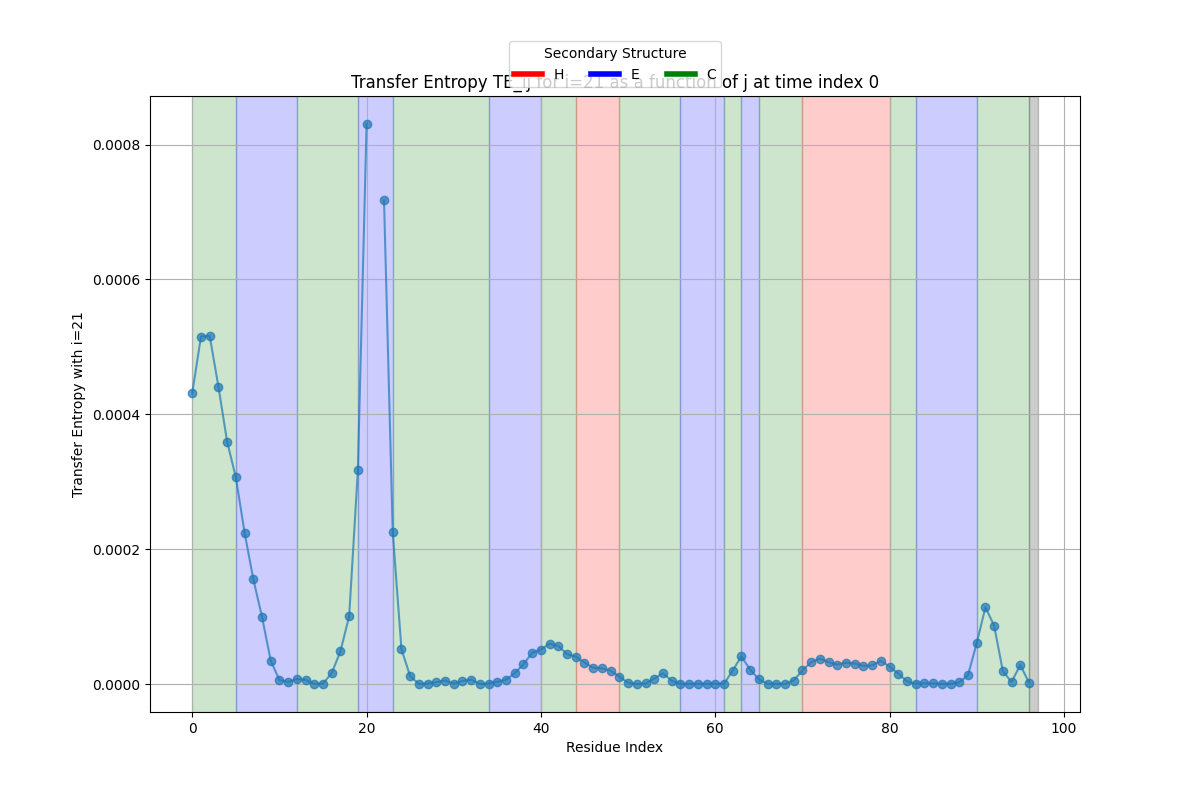 Secondary Structure
H E C
Transfer Entropy TE_ij for i=21 as a function of j at time index 0
Transfer Entropy with i=21
0.0008
0.0006
0.0004
0.0002
0.0000
0 20 40 60 80 100
Residue Index